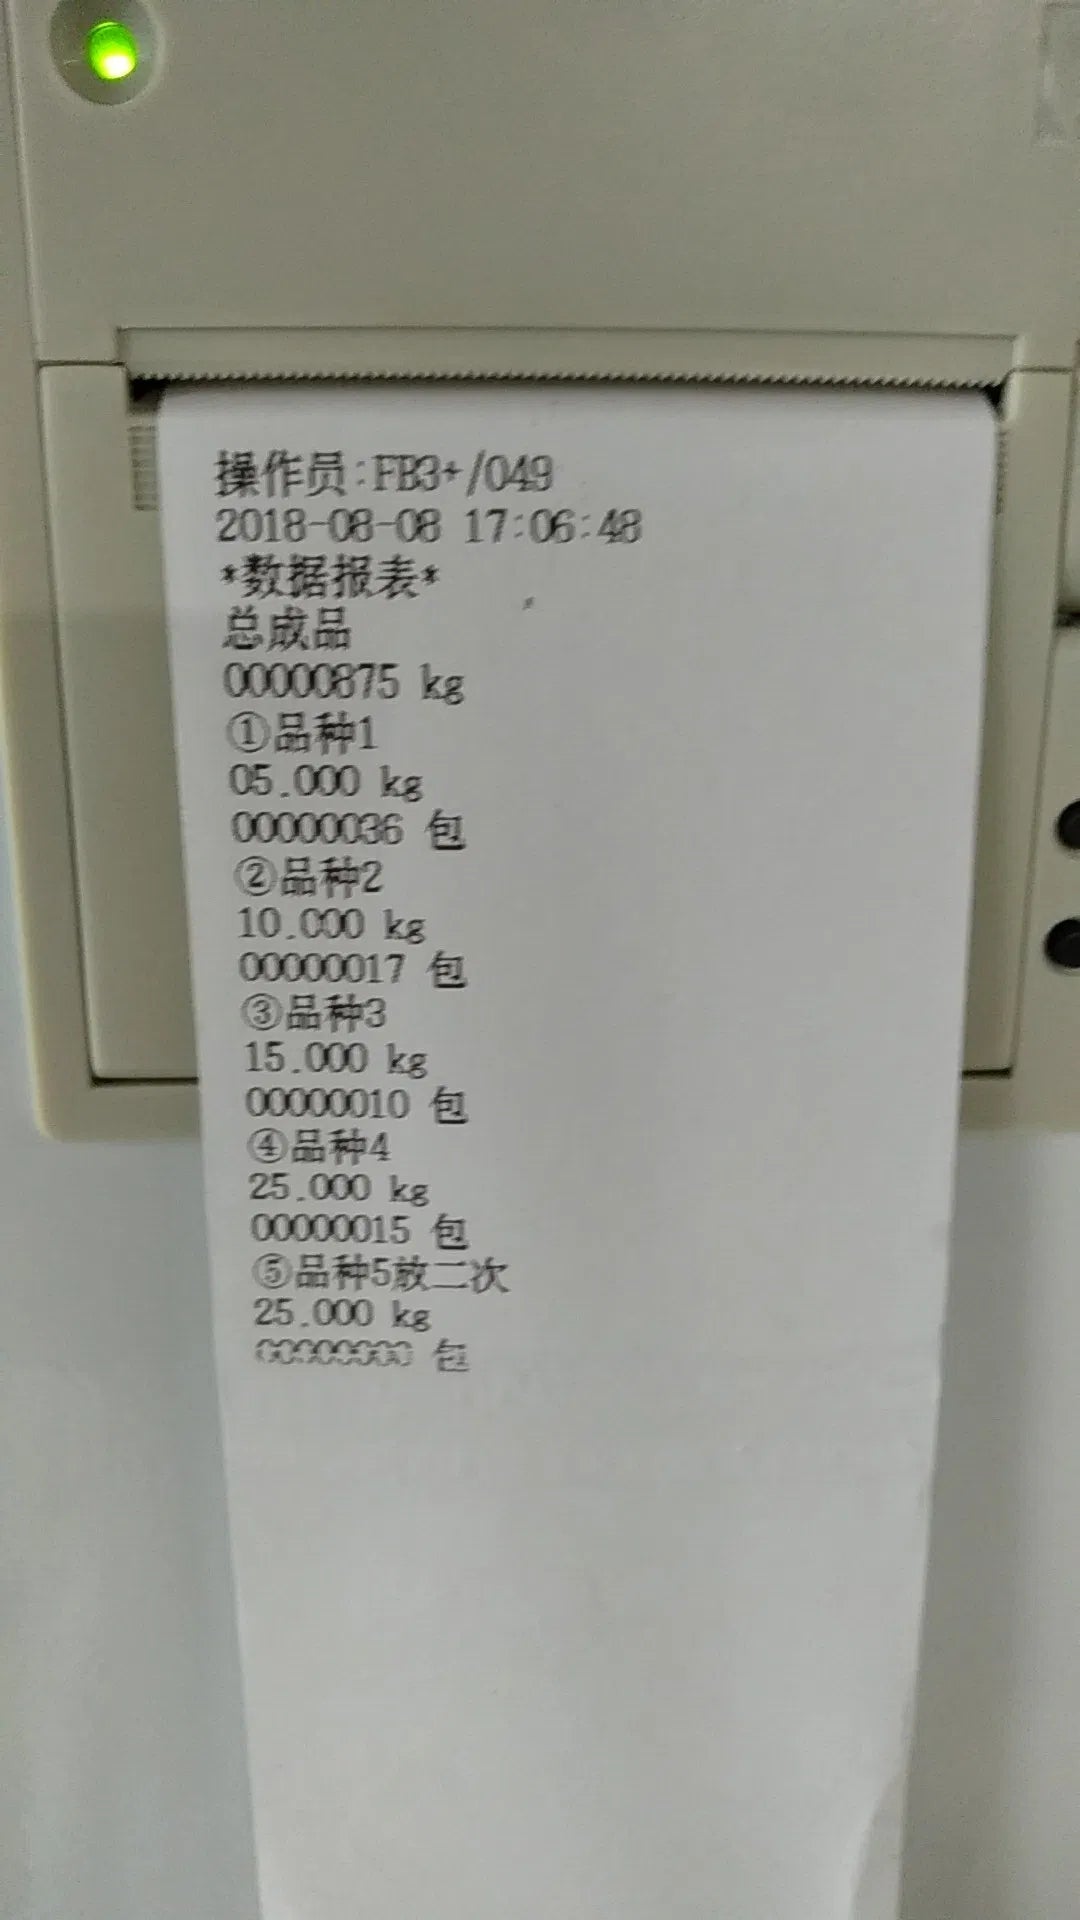 操作员:FB3+/049
2018-08-08 17:06:48
*数据报表*
总成品
00000875 kg
①品种1
05.000 kg
00000036 包
②品种2
10.000 kg
00000017 包
③品种3
15.000 kg
00000010 包
④品种4
25.000 kg
00000015 包
⑤品种5放二次
25.000 kg
00000000 包